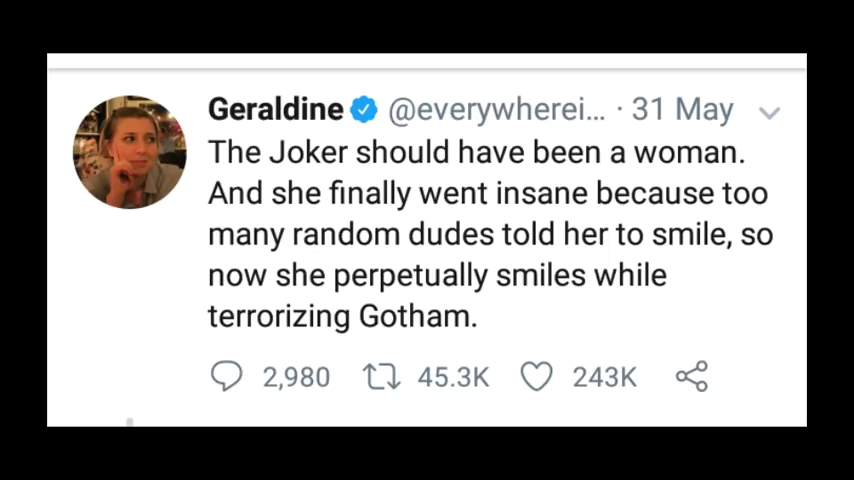 Geraldine @everywherei... · 31 May
The Joker should have been a woman.
And she finally went insane because too
many random dudes told her to smile, so
now she perpetually smiles while
terrorizing Gotham.
2,980 45.3K 243K